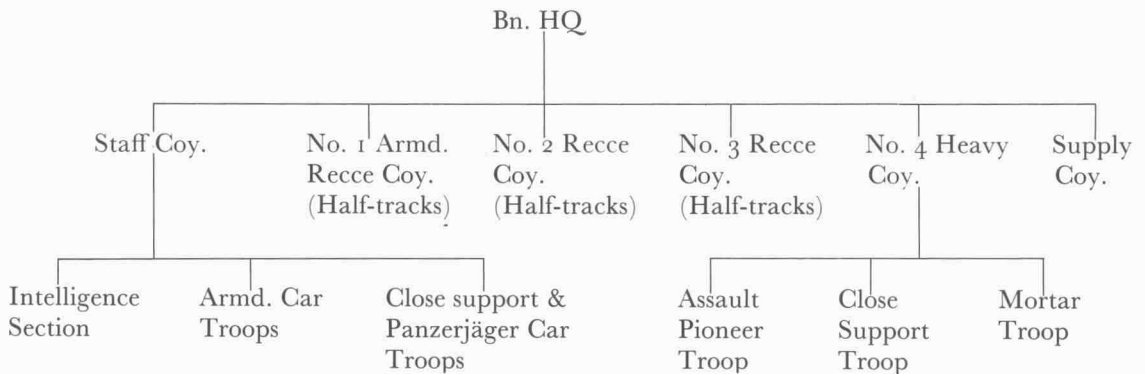 Bn. HQ
Staff Coy.
No. 1 Armd.
Recce Coy.
(Half-tracks)
No. 2 Recce
Coy.
(Half-tracks)
No. 3 Recce
Coy.
(Half-tracks)
No. 4 Heavy
Coy.
Supply
Coy.
Intelligence
Section
Armd. Car
Troops
Close support &
Panzerjäger Car
Troops
Assault
Pioneer
Troop
Close
Support
Troop
Mortar
Troop